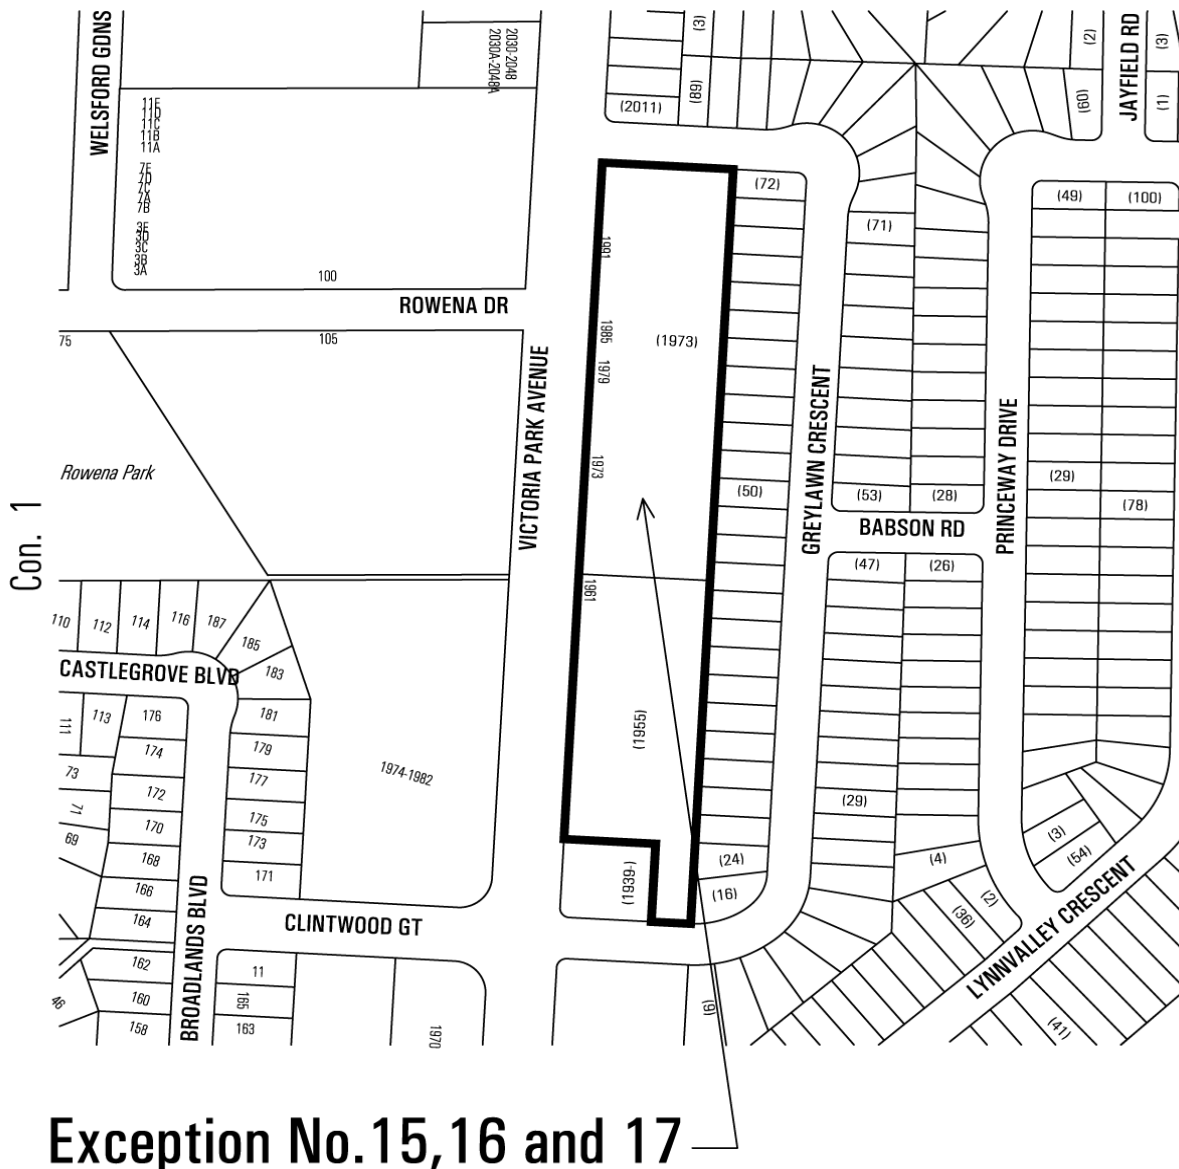 WELSFORD GDNS
2030-2048
2030A-2048A
(3)
(2)
JAYFIELD RD
(3)
(89)
(60)
(1)
(2011)
11E
11D
11C
11B
11A
7E
7D
7C
7A
7B
3E
3D
3C
3B
3A
100
ROWENA DR
(72)
(49)
(100)
(71)
1991
1985
1979
(1973)
75
105
VICTORIA PARK AVENUE
GREYLAWN CRESCENT
PRINCEWAY DRIVE
Rowena Park
1973
(50)
(53)
(28)
(29)
(78)
BABSON RD
Con. 1
(47)
(26)
1961
110
112
114
116
187
185
183
CASTLEGROVE BLVD
181
179
177
175
173
171
111
113
176
174
172
170
168
166
164
73
71
69
1974-1982
(1955)
(29)
(24)
(16)
(1939-)
(4)
(2)
(36)
(3)
(54)
LYNNVALLEY CRESCENT
(41)
CLINTWOOD GT
BROADLANDS BLVD
162
160
158
46
11
165
163
1970
(9)
Exception No.15,16 and 17